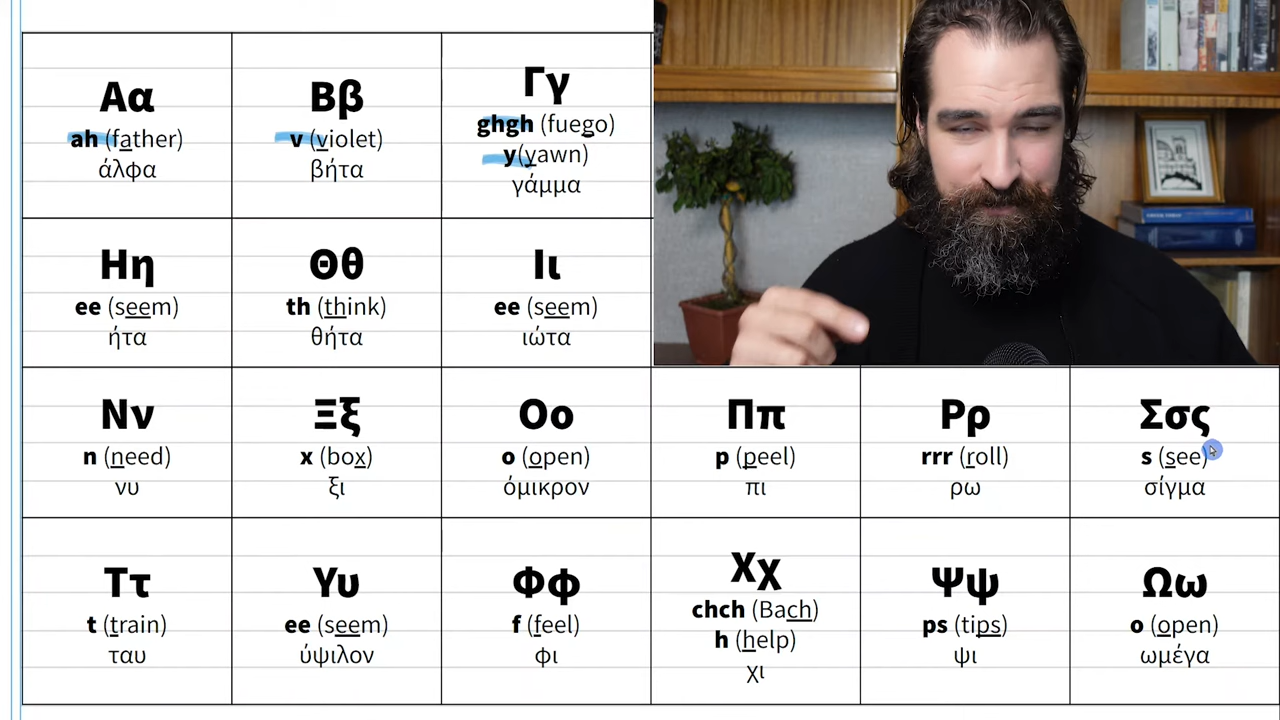 Αα
ah (father)
άλφα
Ββ
v (violet)
βήτα
Γγ
ghgh (fuego)
y (yawn)
γάμμα
Ηη
ee (seem)
ήτα
Θθ
th (think)
θήτα
Ιι
ee (seem)
ιώτα
Νν
n (need)
νυ
Ξξ
x (box)
ξι
Οο
o (open)
όμικρον
Ππ
p (peel)
πι
Ρρ
rrr (roll)
ρω
Σσς
s (see)
σίγμα
Ττ
t (train)
ταυ
Υυ
ee (seem)
ύψιλον
Φφ
f (feel)
φι
Χχ
chch (Bach)
h (help)
χι
Ψψ
ps (tips)
ψι
Ωω
o (open)
ωμέγα